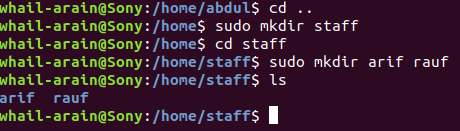 whail-arain@Sony:/home/abdul$ cd ..
whail-arain@Sony:/home$ sudo mkdir staff
whail-arain@Sony:/home$ cd staff
whail-arain@Sony:/home/staff$ sudo mkdir arif rauf
whail-arain@Sony:/home/staff$ ls
arif  rauf
whail-arain@Sony:/home/staff$